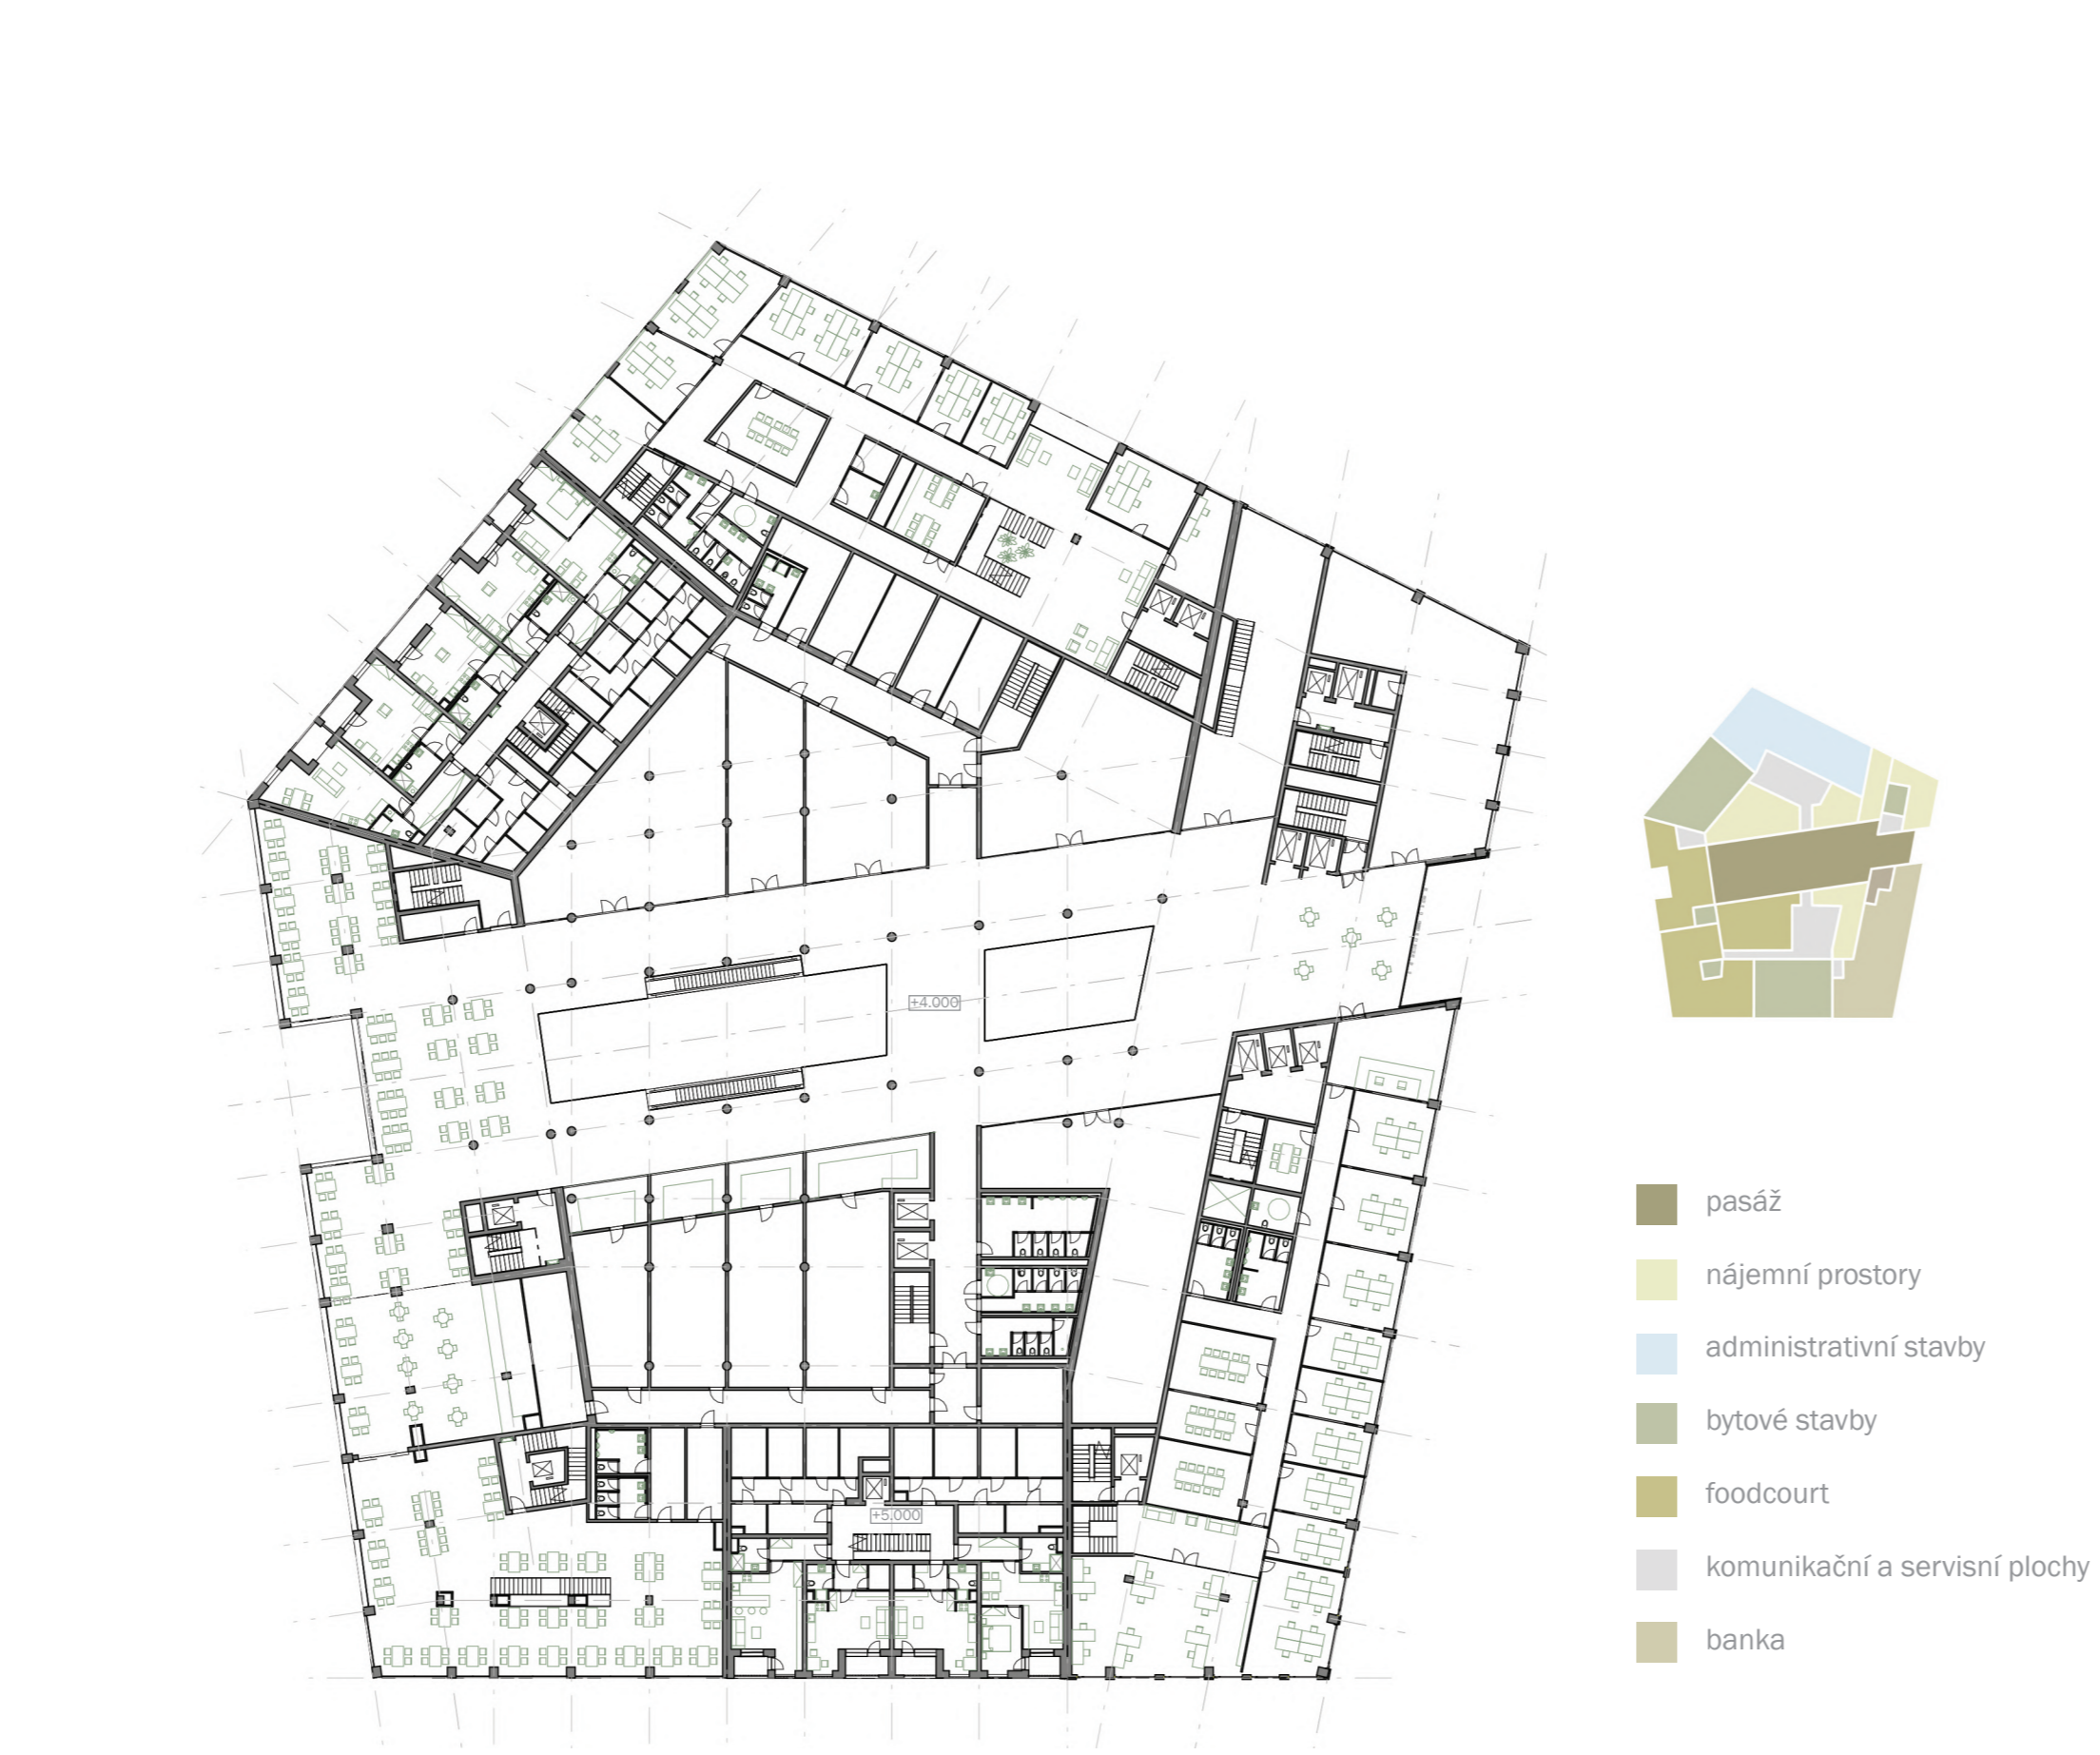 +4.000
+5.000
pasáž
nájemní prostory
administrativní stavby
bytové stavby
foodcourt
komunikační a servisní plochy
banka